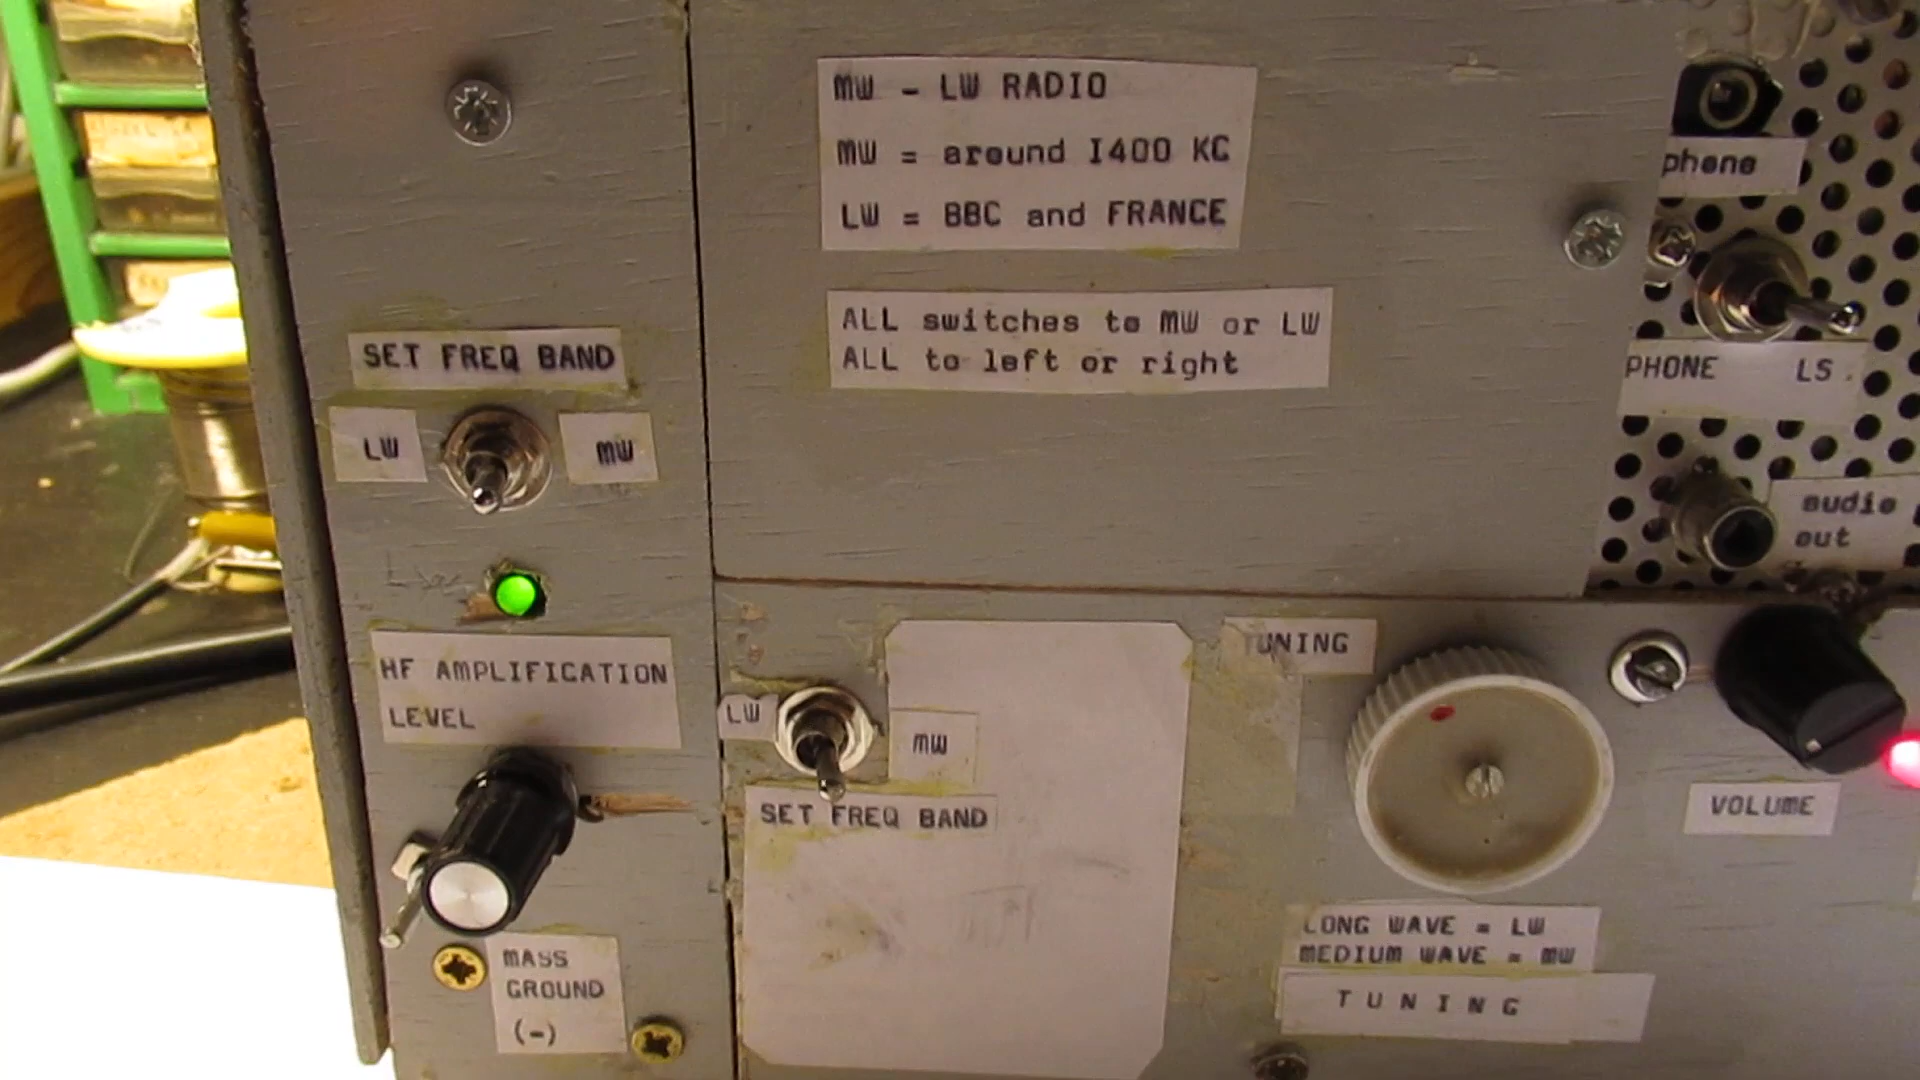 MW - LW RADIO
MW = around I400 KC
LW = BBC and FRANCE
ALL switches to MW or LW
ALL to left or right
phone
PHONE LS.
audio
out
SET FREQ BAND
LW MW
HF AMPLIFICATION
LEVEL
MASS
GROUND
(-)
LW MW
SET FREQ BAND
TUNING
VOLUME
LONG WAVE = LW
MEDIUM WAVE = MW
T U N I N G